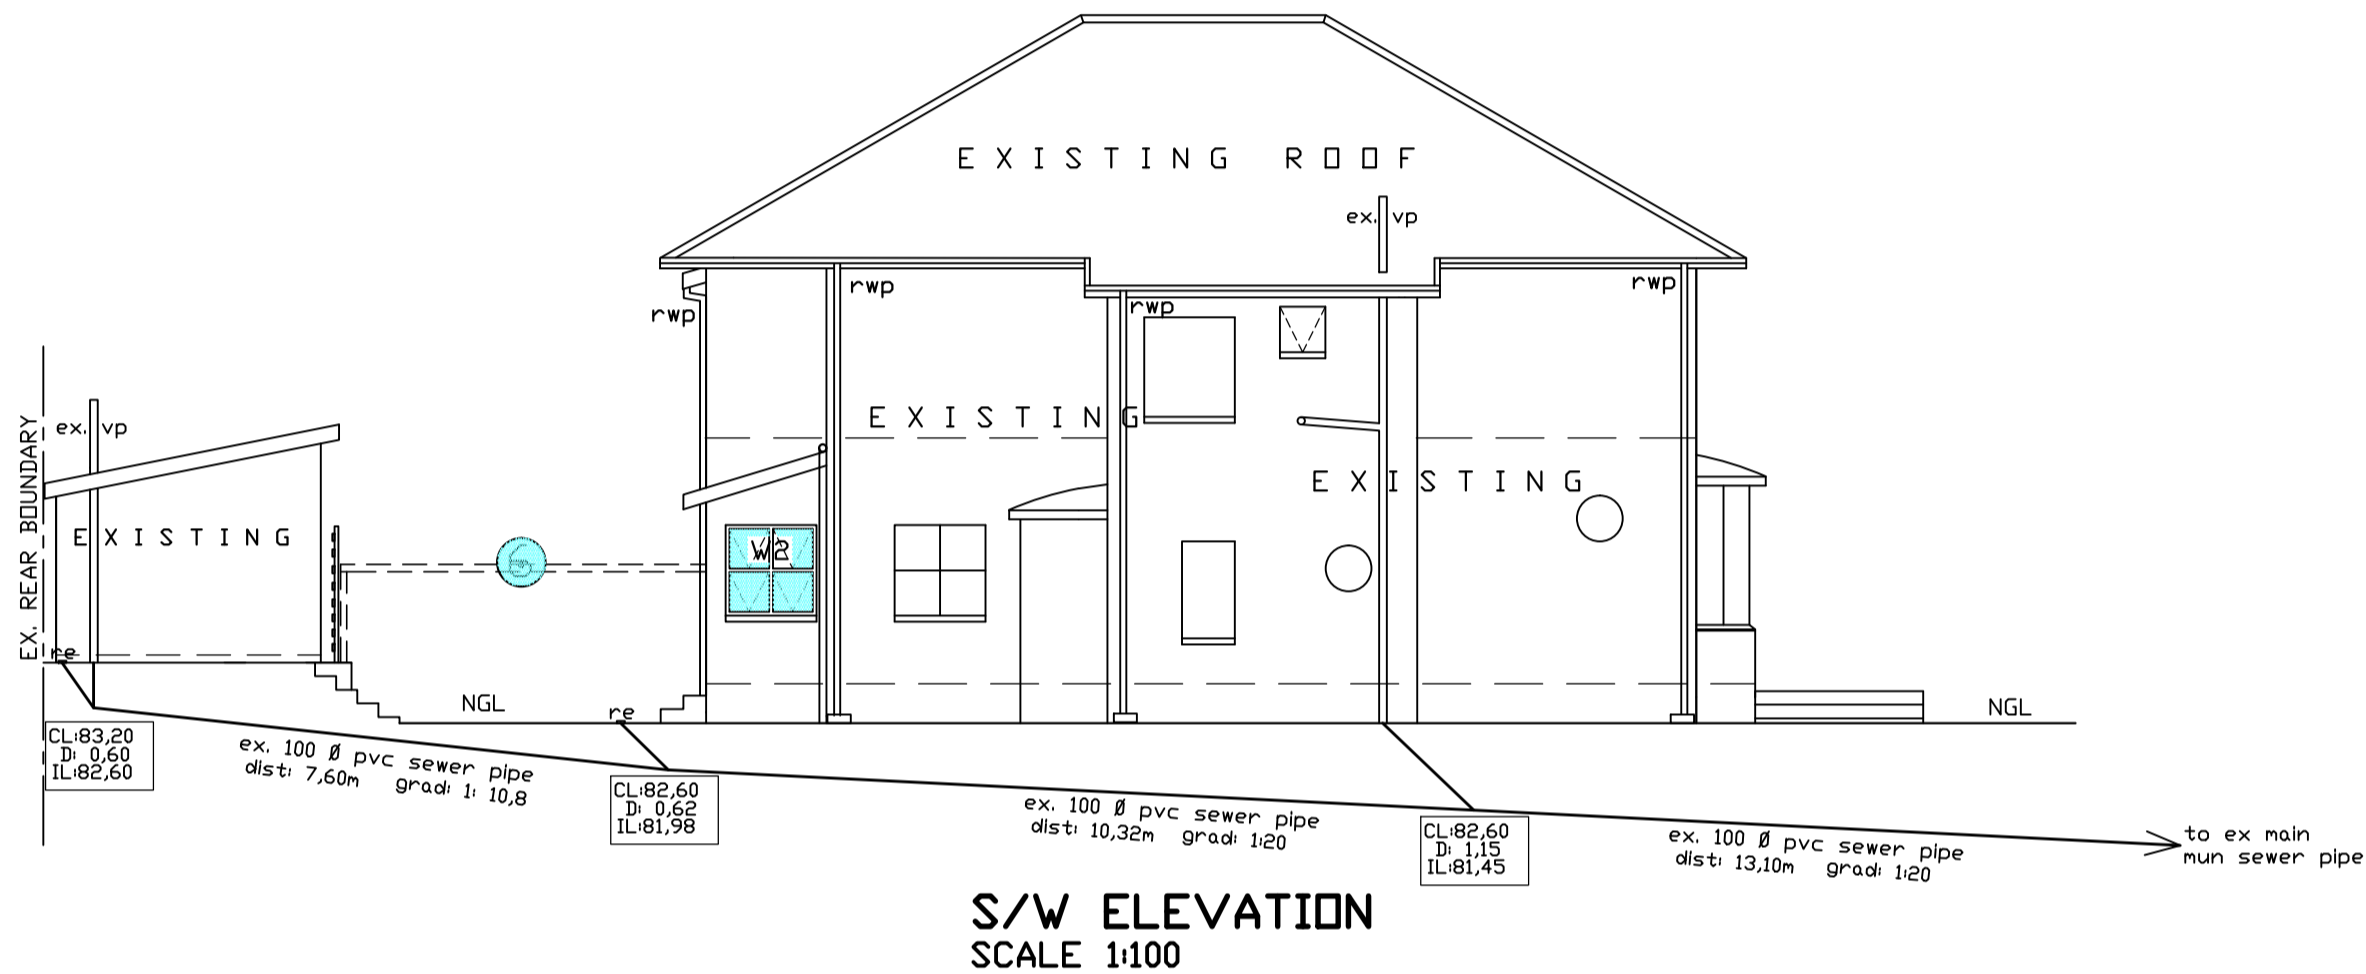 EXISTING ROOF
ex. vp
rwp
rwp
rwp
rwp
EX. REAR BOUNDARY
ex. vp
EXISTING
EXISTING
EXISTING
W2
6
re
NGL
re
NGL
CL:83,20
D: 0,60
IL:82,60
ex. 100 Ø pvc sewer pipe
dist: 7,60m grad: 1: 10,8
CL:82,60
D: 0,62
IL:81,98
ex. 100 Ø pvc sewer pipe
dist: 10,32m grad: 1:20
CL:82,60
D: 1,15
IL:81,45
ex. 100 Ø pvc sewer pipe
dist: 13,10m grad: 1:20
to ex main
mun sewer pipe
S/W ELEVATION
SCALE 1:100